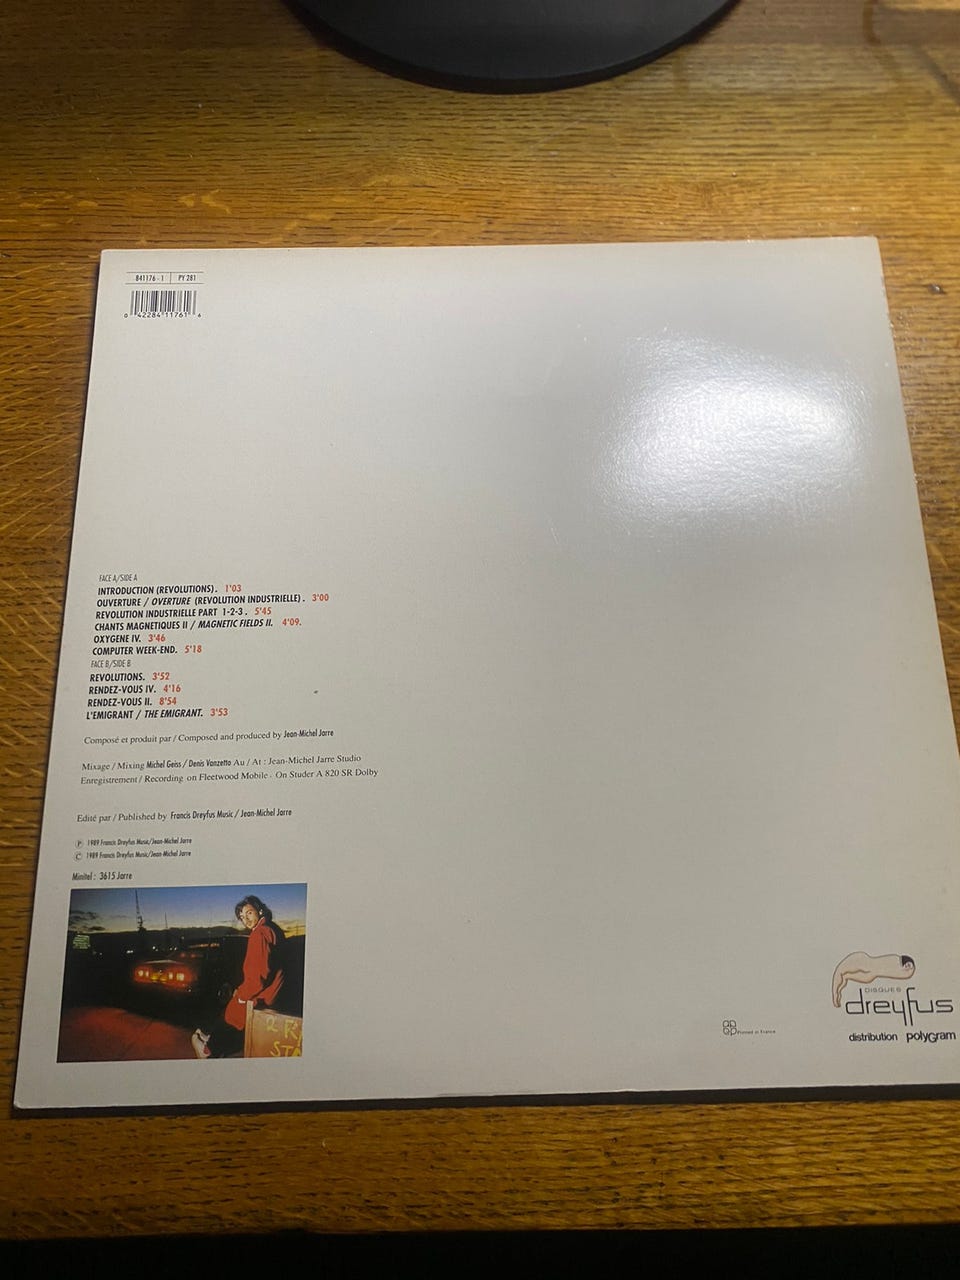 841176-1 PY 281
0 42284 11761 6
FACE A/SIDE A
INTRODUCTION (REVOLUTIONS). 1'03
OUVERTURE / OVERTURE (REVOLUTION INDUSTRIELLE). 3'00
REVOLUTION INDUSTRIELLE PART 1-2-3. 5'45
CHANTS MAGNETIQUES II / MAGNETIC FIELDS II. 4'09.
OXYGENE IV. 3'46
COMPUTER WEEK-END. 5'18
FACE B/SIDE B
REVOLUTIONS. 3'52
RENDEZ-VOUS IV. 4'16
RENDEZ-VOUS II. 8'54
L'EMIGRANT / THE EMIGRANT. 3'53
Composé et produit par / Composed and produced by Jean-Michel Jarre
Mixage / Mixing Michel Geiss / Denis Vanzetto Au / At : Jean-Michel Jarre Studio
Enregistrement / Recording on Fleetwood Mobile - On Studer A 820 SR Dolby
Edité par / Published by Francis Dreyfus Music / Jean-Michel Jarre
℗ 1989 Francis Dreyfus Music/Jean-Michel Jarre
© 1989 Francis Dreyfus Music/Jean-Michel Jarre
Minitel : 3615 Jarre
2 R
STA
DISQUES
dreyfus
Printed in France
distribution polyGram